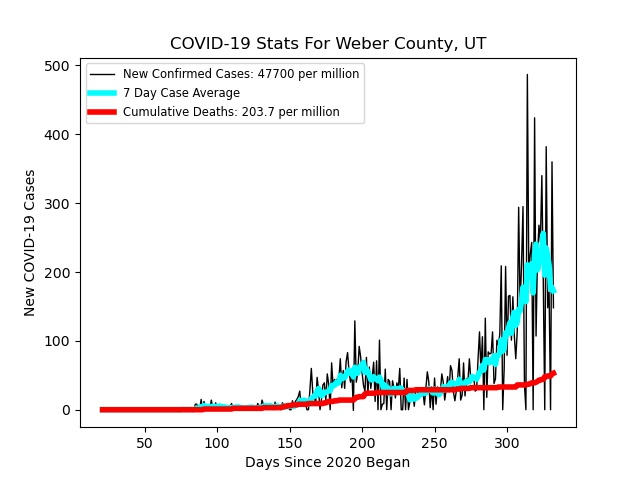 COVID-19 Stats For Weber County, UT
New Confirmed Cases: 47700 per million
7 Day Case Average
Cumulative Deaths: 203.7 per million
New COVID-19 Cases
500
400
300
200
100
0
50
100
150
200
250
300
Days Since 2020 Began